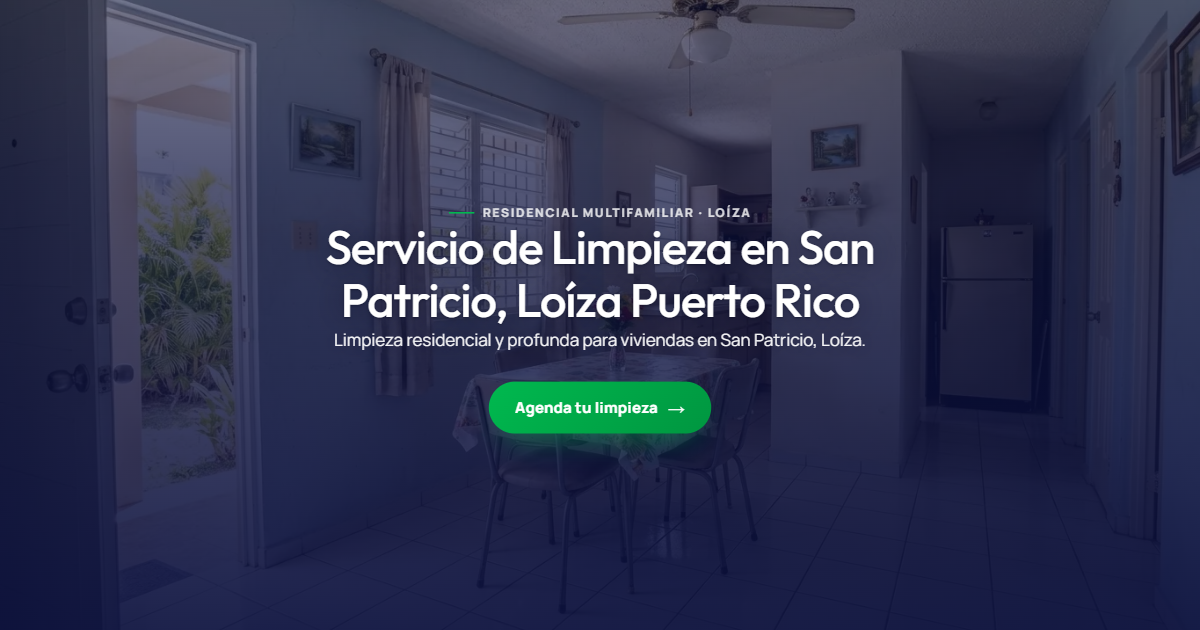 RESIDENCIAL MULTIFAMILIAR · LOÍZA
Servicio de Limpieza en San
Patricio, Loíza Puerto Rico
Limpieza residencial y profunda para viviendas en San Patricio, Loíza.
Agenda tu limpieza →